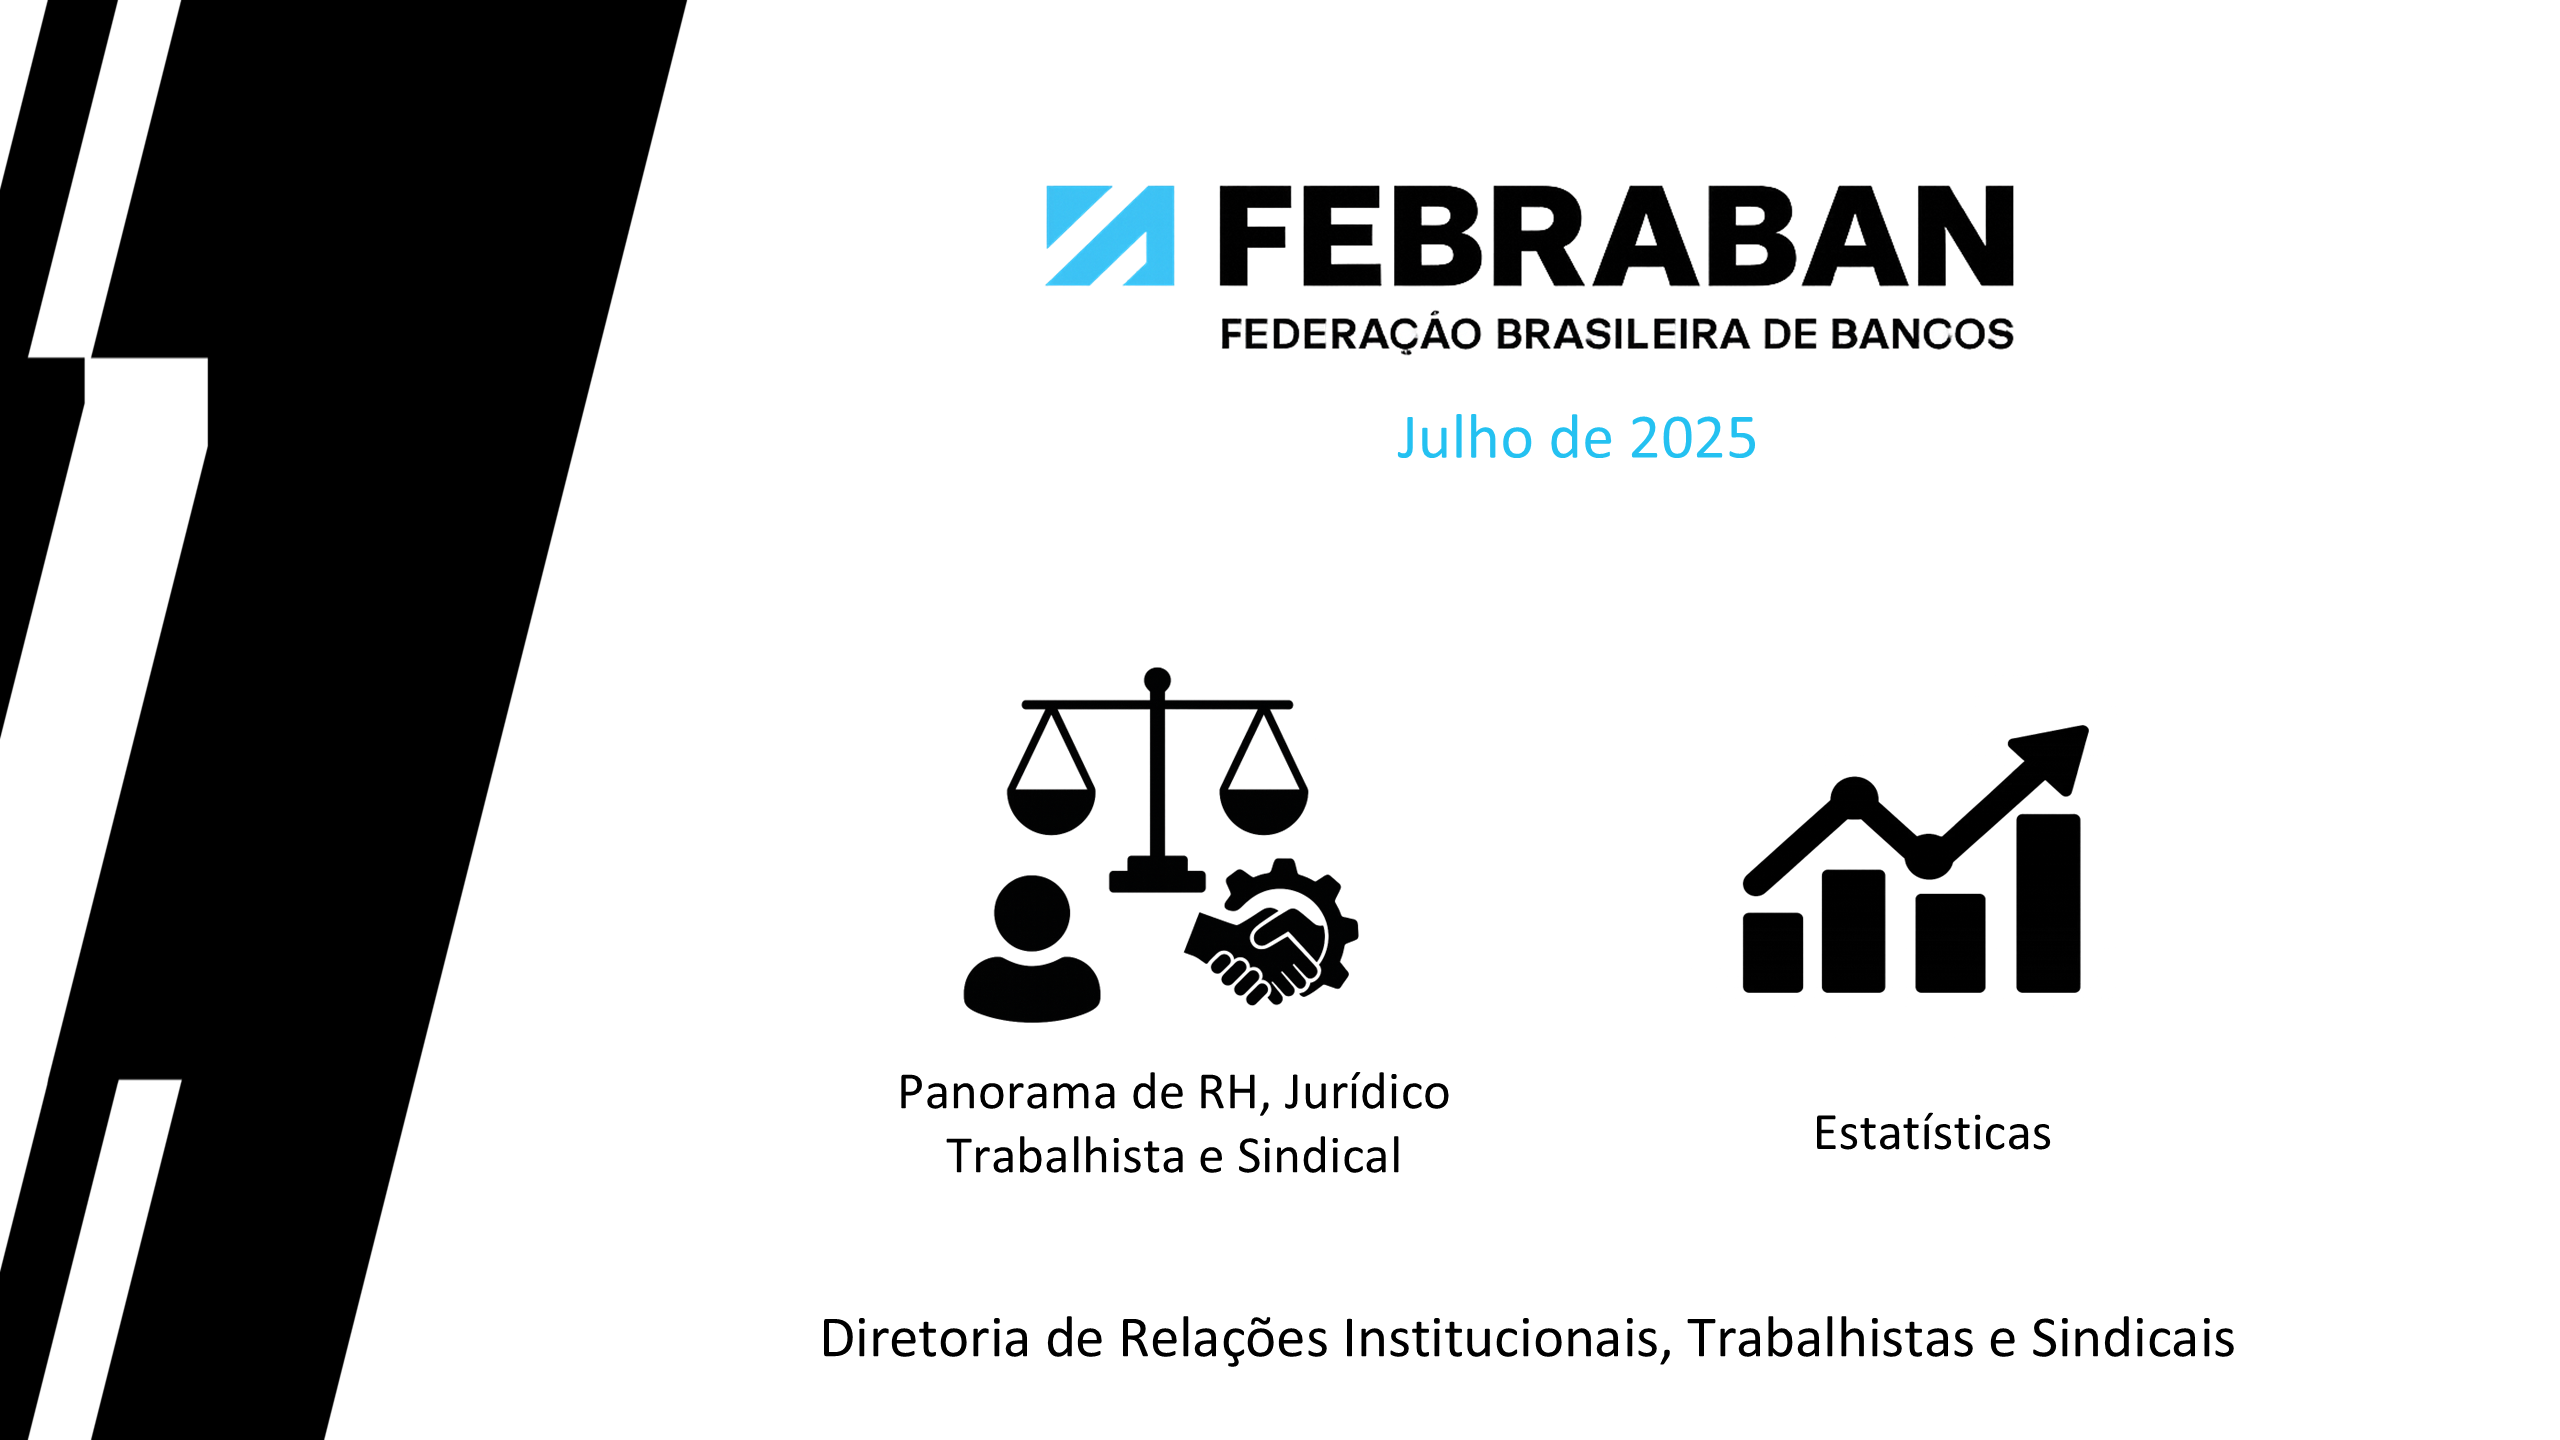 FEBRABAN
FEDERAÇÃO BRASILEIRA DE BANCOS
Julho de 2025
Panorama de RH, Jurídico
Trabalhista e Sindical
Estatísticas
Diretoria de Relações Institucionais, Trabalhistas e Sindicais